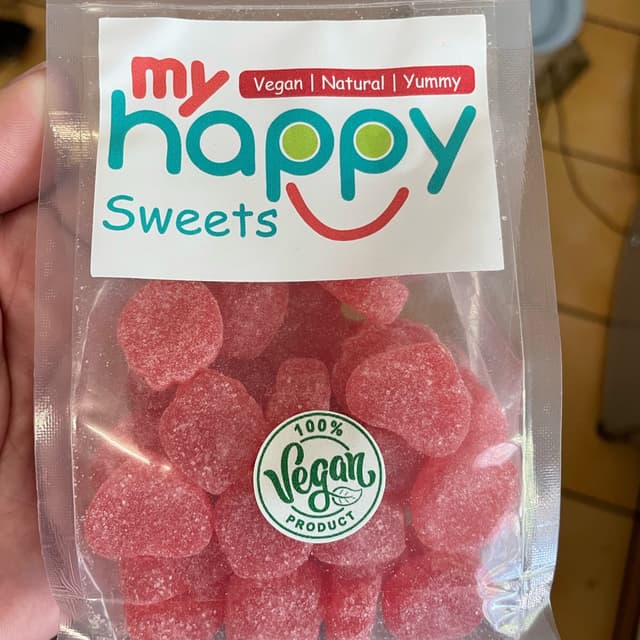 my
Vegan | Natural | Yummy
happy
Sweets
100%
Vegan
PRODUCT